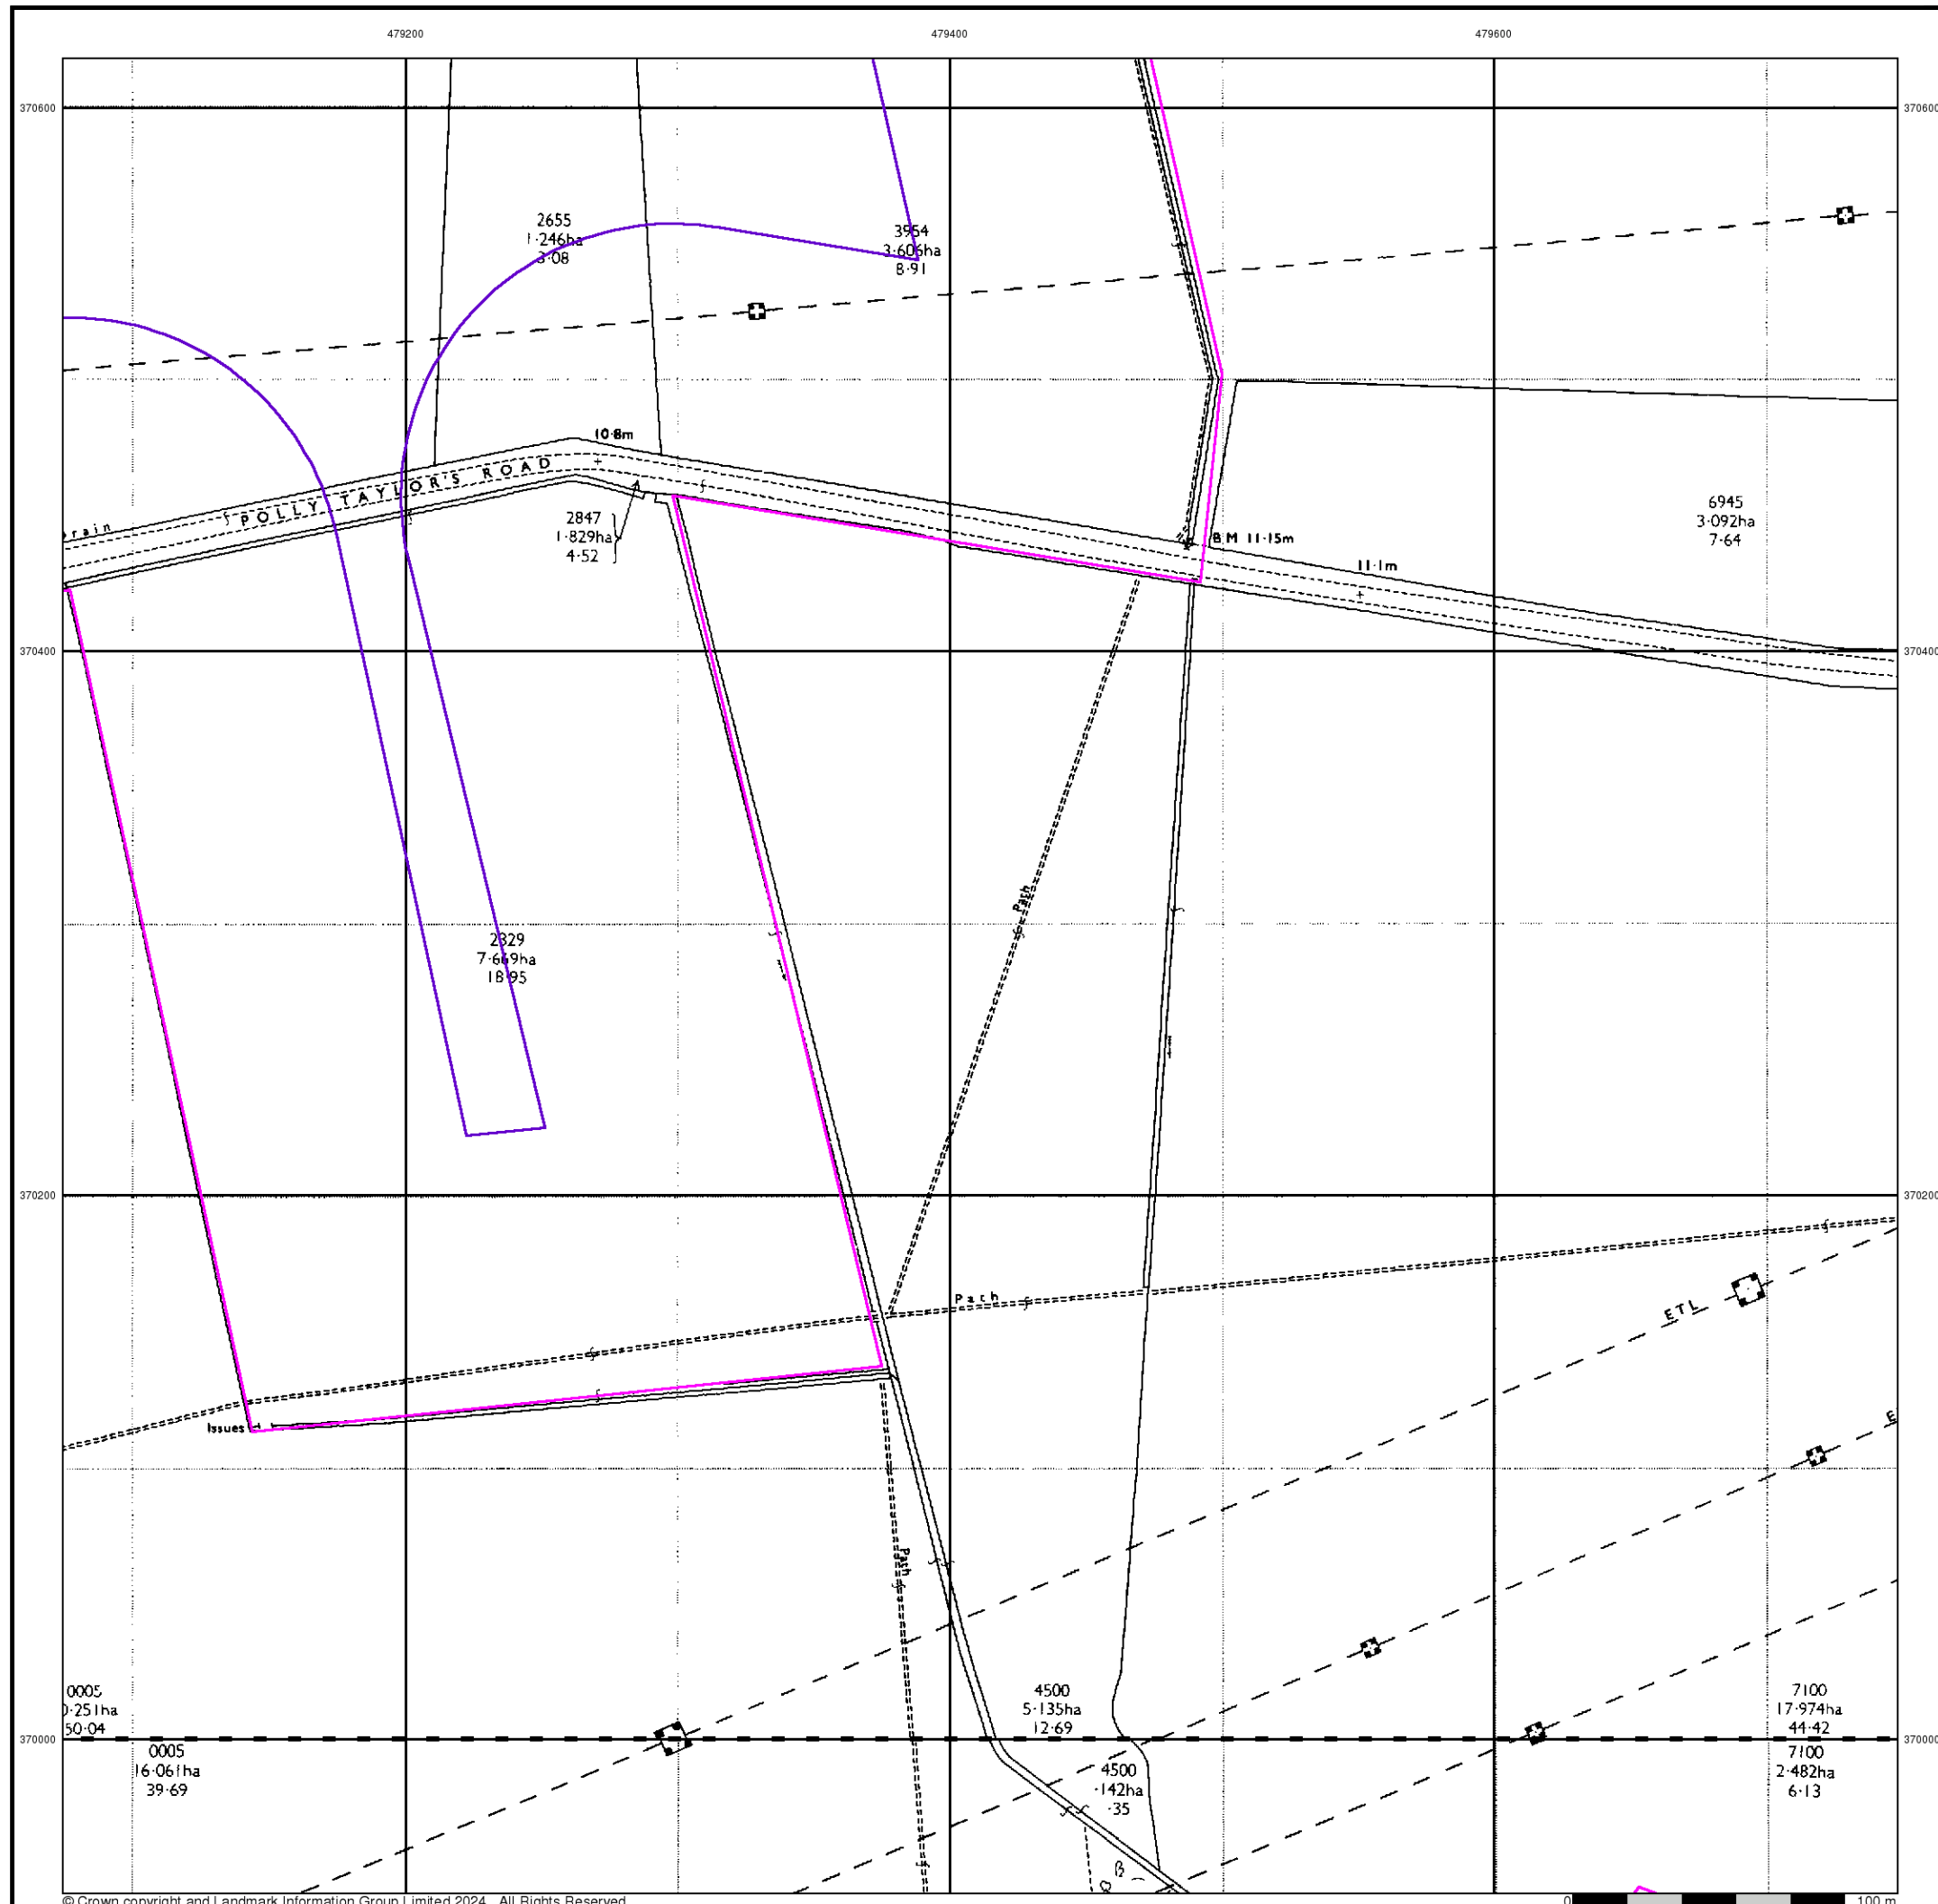 479200
479400
479600
370600
370600
2655
1·246ha
3·08
3954
3·606ha
8·91
10·8m
POLLY TAYLOR'S ROAD
2847
1·829ha
4·52
BM 11·15m
11·1m
6945
3·092ha
7·64
370400
370400
Path
2329
7·669ha
18·95
370200
370200
Path
ETL
Issues
Path
0005
50·04
4500
5·135ha
12·69
7100
17·974ha
44·42
370000
370000
0005
16·061ha
39·69
4500
·142ha
·35
7100
2·482ha
6·13
© Crown copyright and Landmark Information Group Limited 2024. All Rights Reserved.
0
100 m